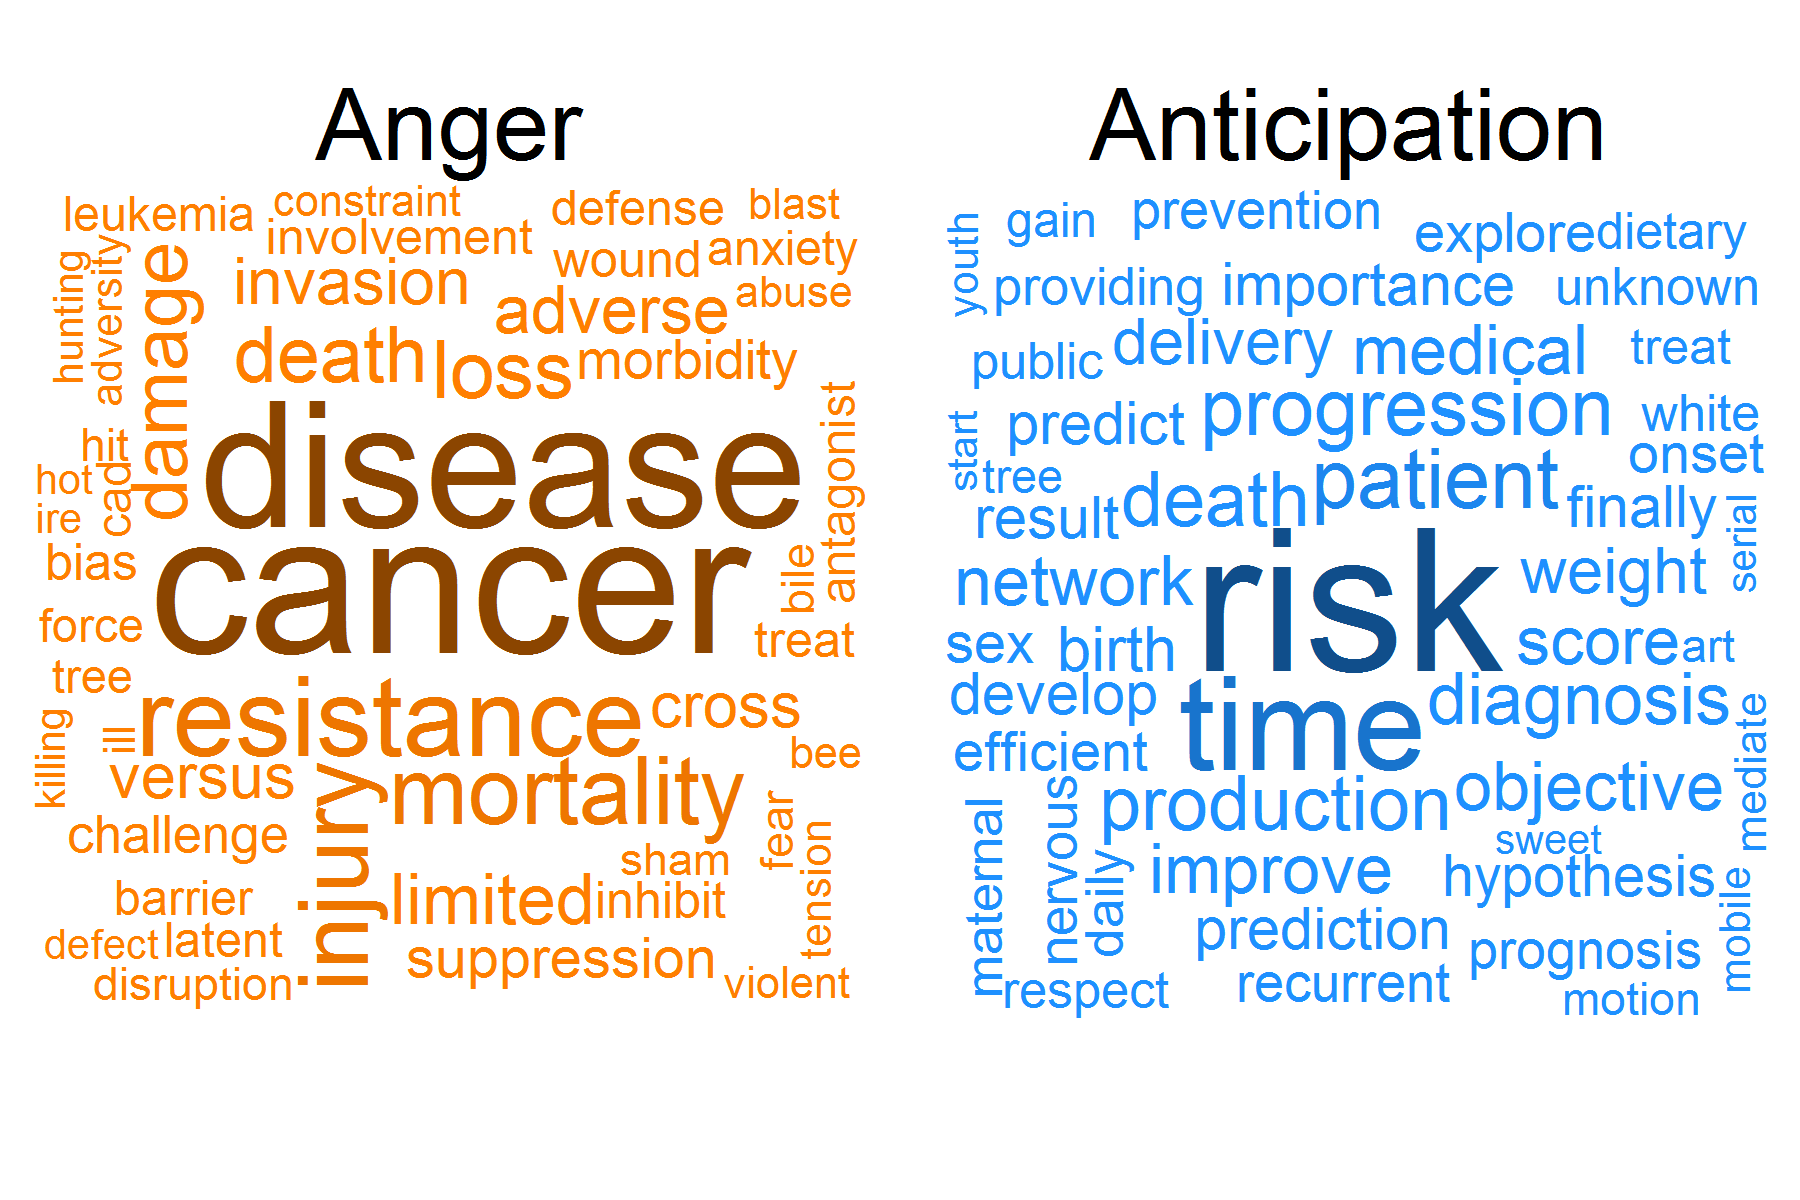 Anger
leukemia
constraint
defense
blast
involvement
wound
anxiety
hunting
adversity
damage
invasion
adverse
abuse
death
loss
morbidity
disease
antagonist
hit
hot
cad
ire
bias
cancer
bile
force
treat
tree
resistance
cross
killing
ill
versus
injury
mortality
bee
challenge
sham
fear
tension
barrier
limited
inhibit
defect
latent
suppression
disruption
violent
Anticipation
youth
gain
prevention
explore
dietary
providing
importance
unknown
public
delivery
medical
treat
start
predict
progression
white
onset
tree
result
death
patient
finally
serial
network
risk
weight
sex
birth
score
art
develop
time
diagnosis
efficient
mediate
maternal
nervous
production
objective
sweet
daily
improve
hypothesis
prediction
prognosis
mobile
respect
recurrent
motion